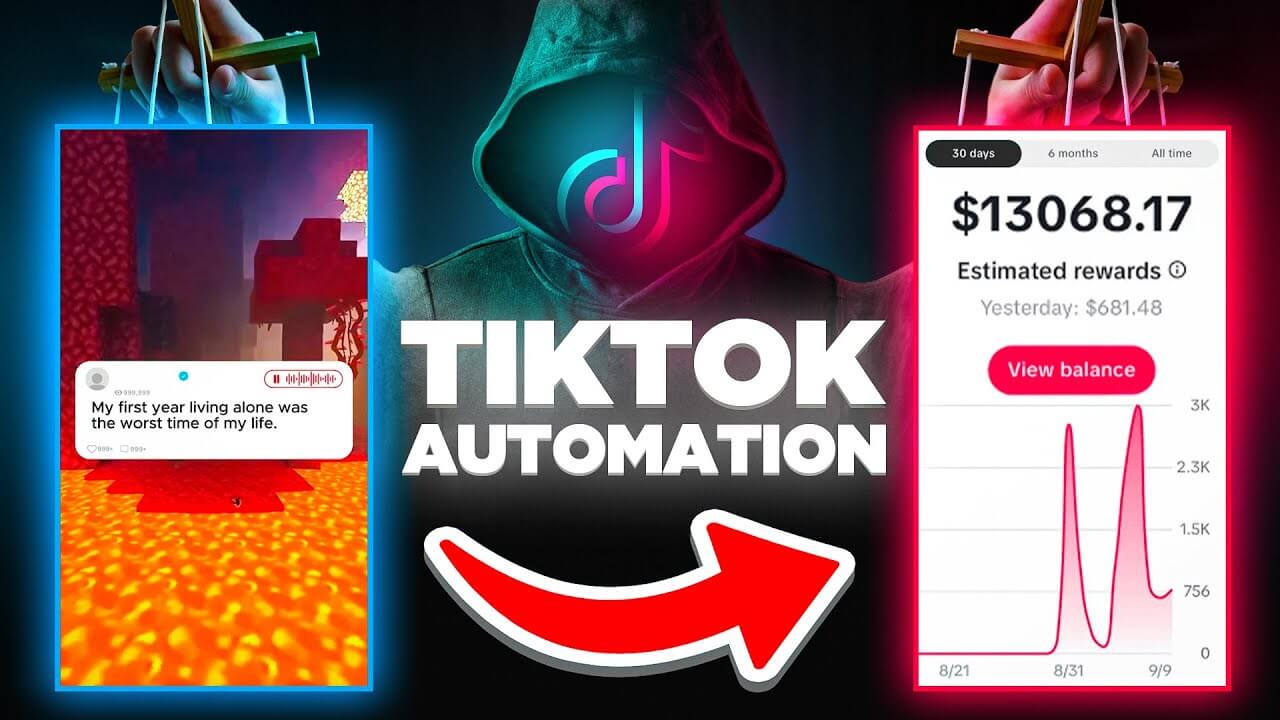 999,999
My first year living alone was
the worst time of my life.
999+ 999+
TIKTOK
AUTOMATION
30 days 6 months All time
$13068.17
Estimated rewards
Yesterday: $681.48
View balance
3K
2.3K
1.5K
756
0
8/21 8/31 9/9